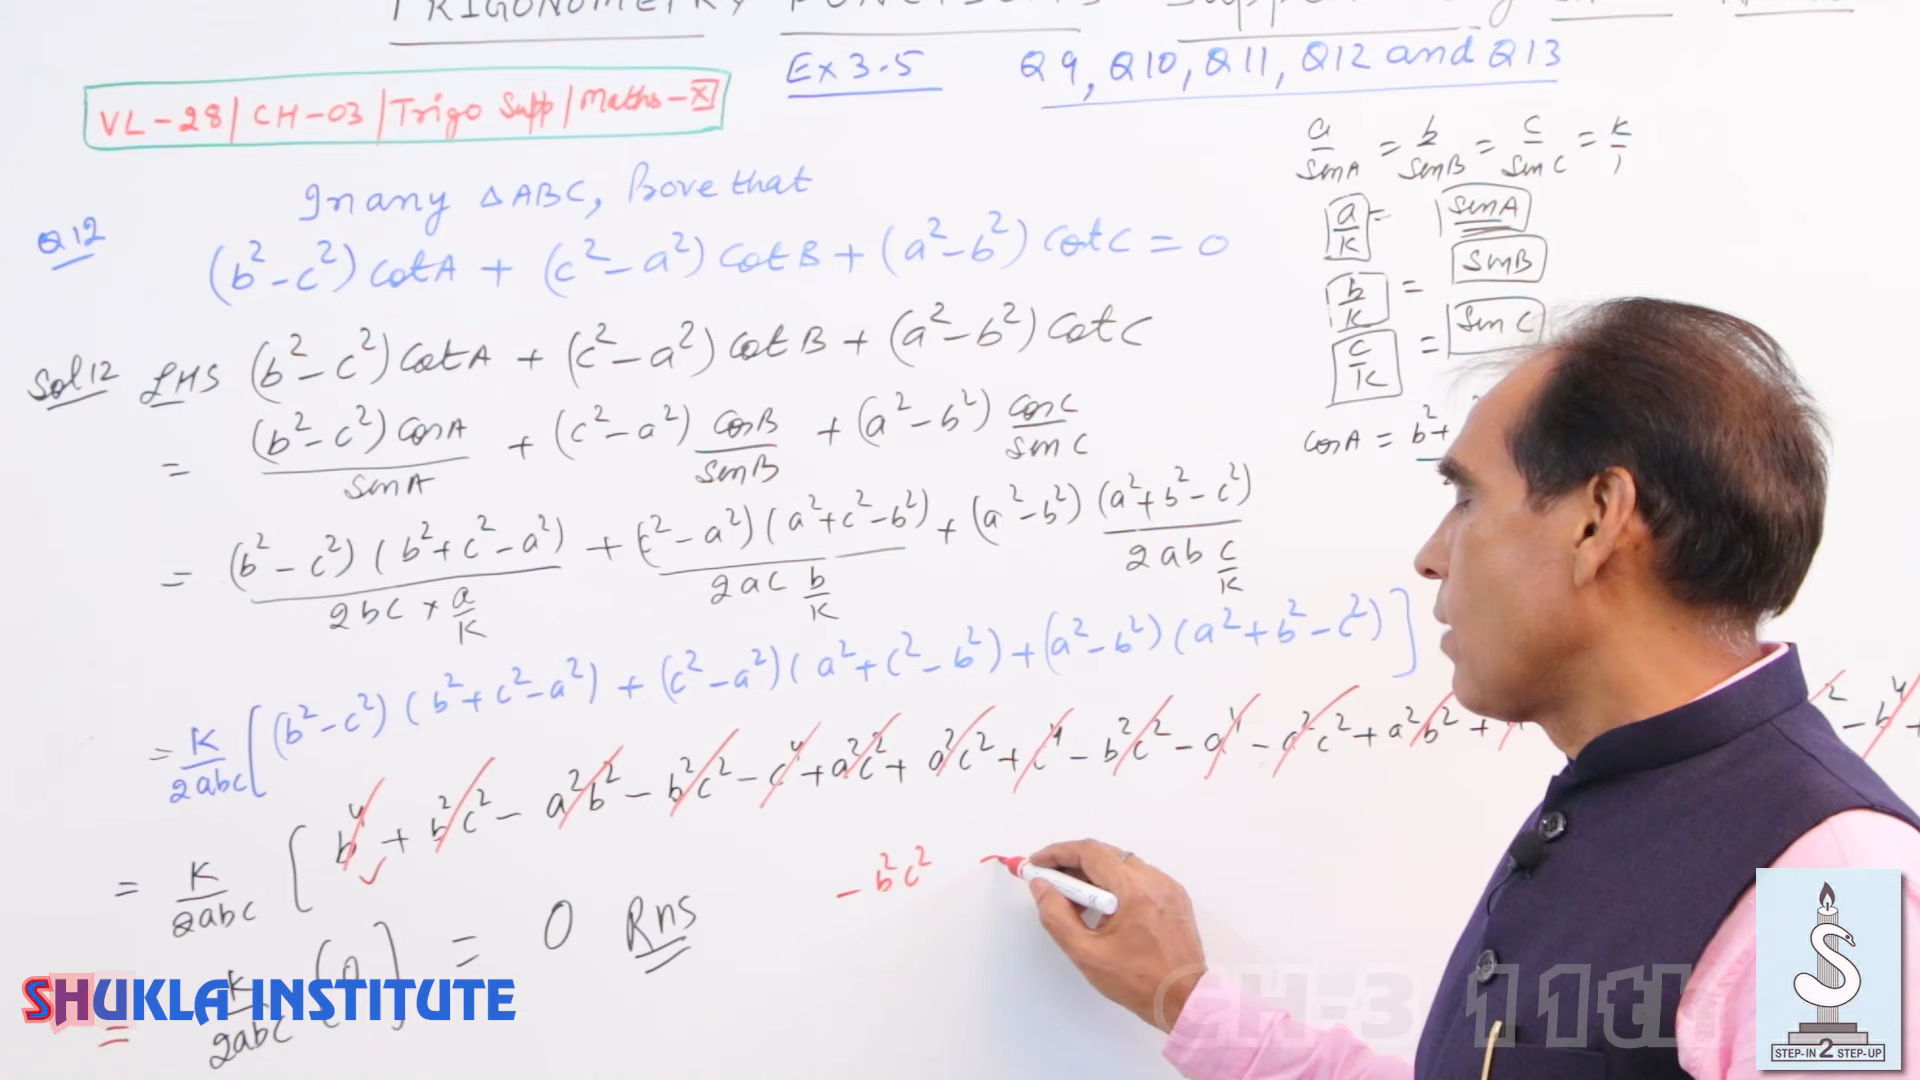 TRIGONOMETRY FUNCTIONS
Ex 3.5 Q9, Q10, Q11, Q12 and Q13
VL-28 | CH-03 | Trigo Supp | Maths-XI
In any △ABC, Prove that
Q12 (b²-c²) cotA + (c²-a²) cotB + (a²-b²) cotC = 0
Sol12 LHS (b²-c²) cotA + (c²-a²) cotB + (a²-b²) cotC
= (b²-c²) cosA / sinA + (c²-a²) cosB / sinB + (a²-b²) cosC / sinC
= (b²-c²)(b²+c²-a²) / 2bc × a/K + (c²-a²)(a²+c²-b²) / 2ac b/K + (a²-b²)(a²+b²-c²) / 2ab c/K
= K/2abc [(b²-c²)(b²+c²-a²) + (c²-a²)(a²+c²-b²) + (a²-b²)(a²+b²-c²)]
= K/2abc [b⁴ + b²c² - a²b² - b²c² - c⁴ + a²c² + a²c² + c⁴ - b²c² - a⁴ - a²c² + a²b² + - b⁴
= K/2abc [0] = 0 Ans
- b²c²
a/sinA = b/sinB = c/sinC = K/1
a/K = sinA
b/K = sinB
c/K = sinC
cosA = b²+
SHUKLA INSTITUTE
CH-3 11th
S
STEP-IN 2 STEP-UP